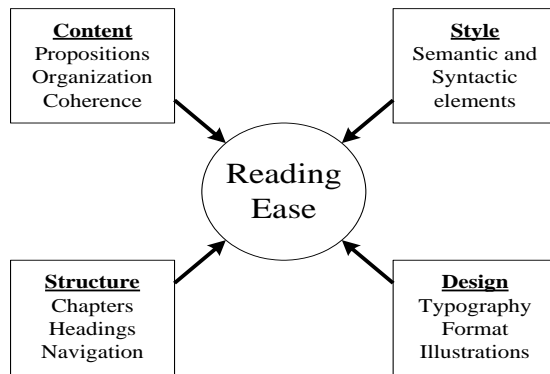 Content
Propositions
Organization
Coherence
Style
Semantic and
Syntactic
elements
Reading
Ease
Structure
Chapters
Headings
Navigation
Design
Typography
Format
Illustrations